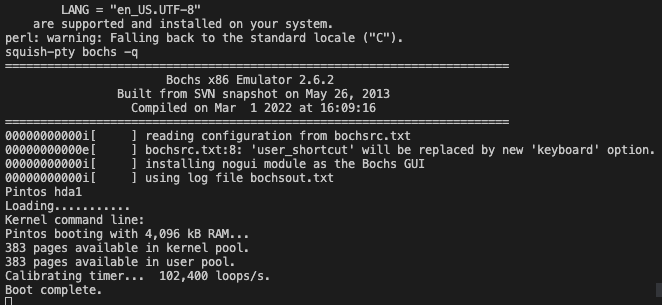 LANG = "en_US.UTF-8"
are supported and installed on your system.
perl: warning: Falling back to the standard locale ("C").
squish-pty bochs -q
========================================================================
Bochs x86 Emulator 2.6.2
Built from SVN snapshot on May 26, 2013
Compiled on Mar  1 2022 at 16:09:16
========================================================================
00000000000i[     ] reading configuration from bochsrc.txt
00000000000e[     ] bochsrc.txt:8: 'user_shortcut' will be replaced by new 'keyboard' option.
00000000000i[     ] installing nogui module as the Bochs GUI
00000000000i[     ] using log file bochsout.txt
Pintos hda1
Loading...........
Kernel command line:
Pintos booting with 4,096 kB RAM...
383 pages available in kernel pool.
383 pages available in user pool.
Calibrating timer...  102,400 loops/s.
Boot complete.